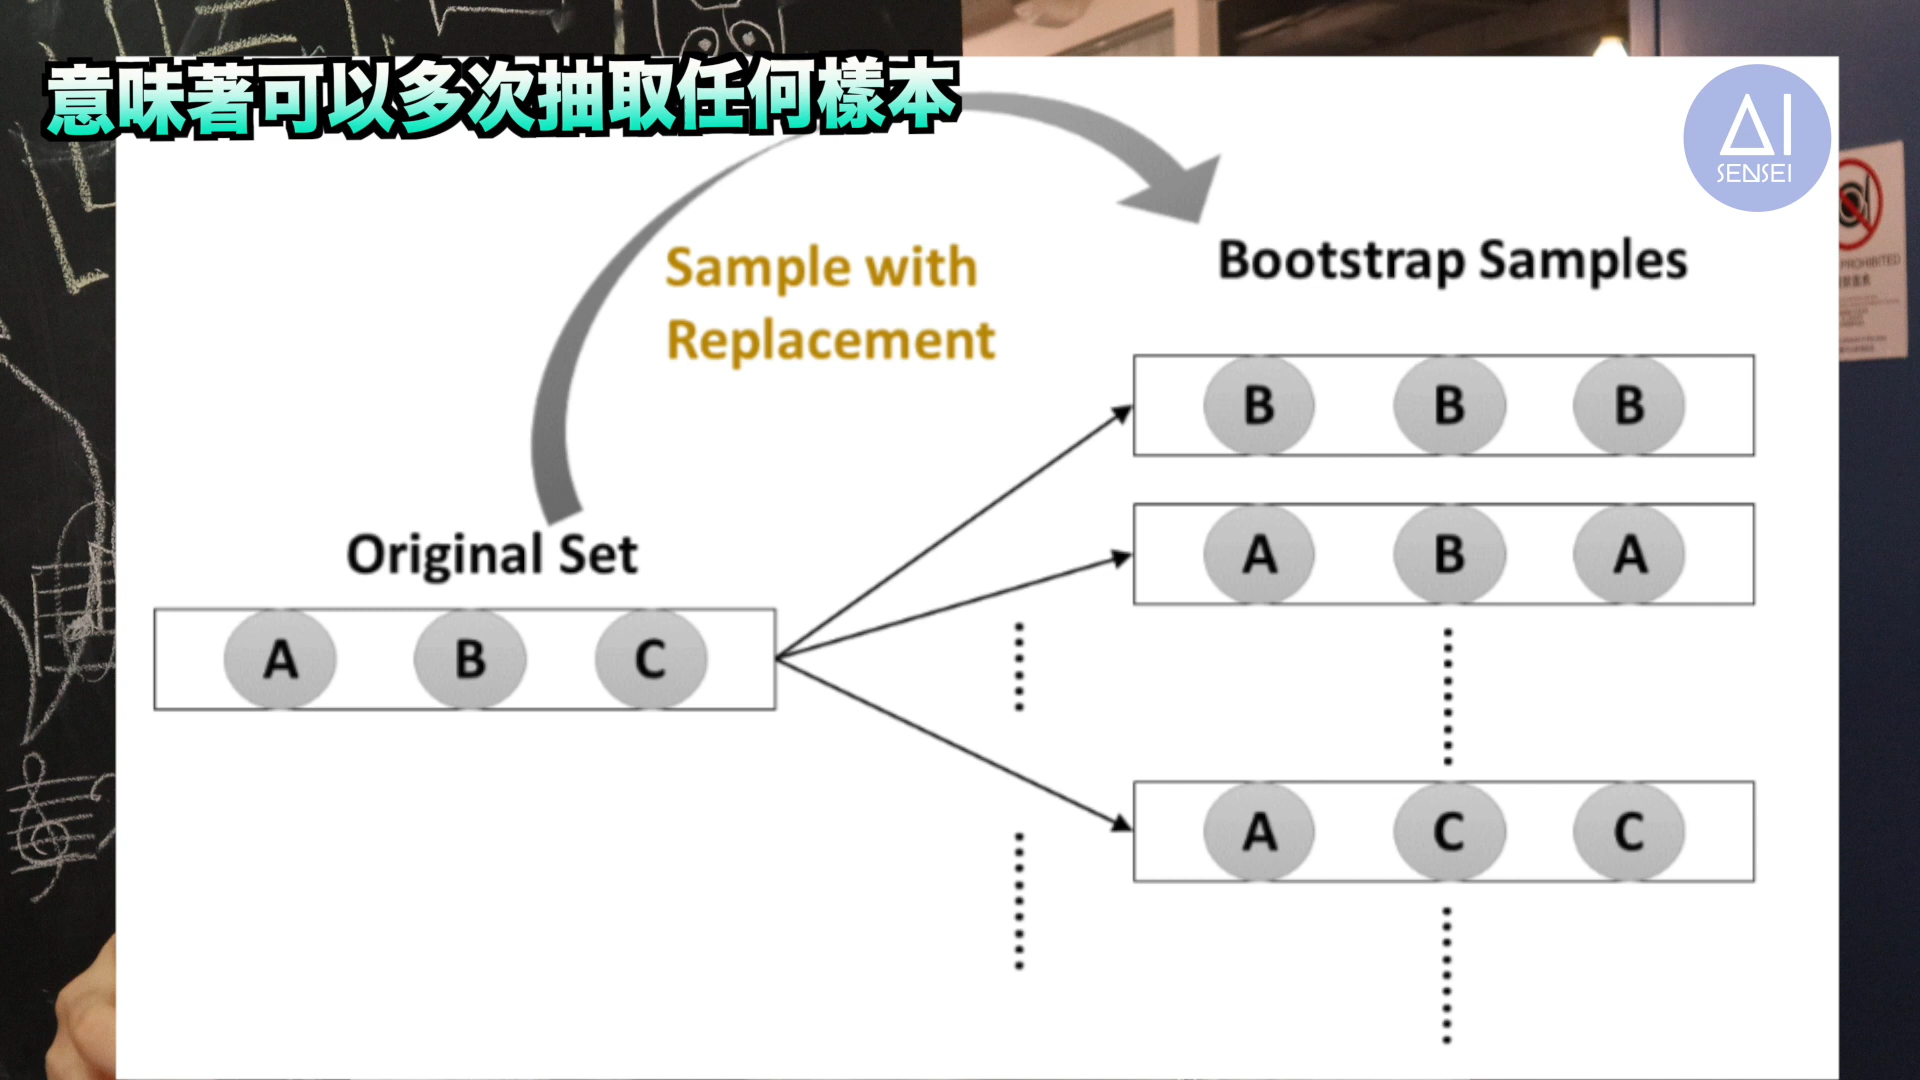 意味著可以多次抽取任何樣本
AI
SENSEI
Sample with
Replacement
Bootstrap Samples
B B B
A B A
Original Set
A B C
A C C
PROHIBITED